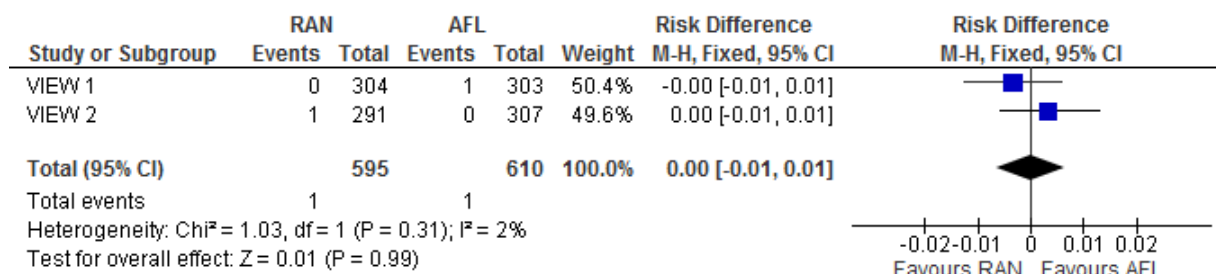 RAN AFL Risk Difference Risk Difference
Study or Subgroup Events Total Events Total Weight M-H, Fixed, 95% CI M-H, Fixed, 95% CI
VIEW 1 0 304 1 303 50.4% -0.00 [-0.01, 0.01]
VIEW 2 1 291 0 307 49.6% 0.00 [-0.01, 0.01]
Total (95% CI) 595 610 100.0% 0.00 [-0.01, 0.01]
Total events 1 1
Heterogeneity: Chi² = 1.03, df = 1 (P = 0.31); I² = 2%
Test for overall effect: Z = 0.01 (P = 0.99)
-0.02 -0.01 0 0.01 0.02
Favours RAN Favours AFL